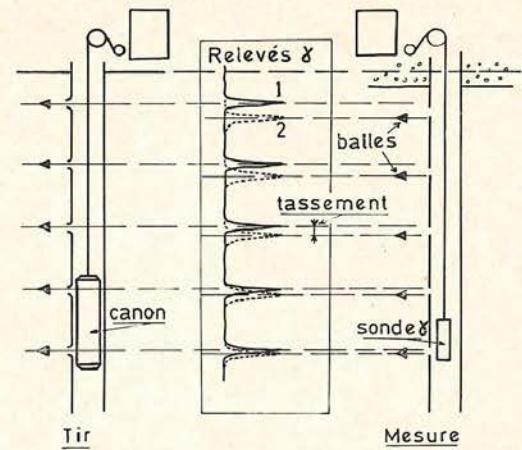 Relevés γ
1
2
balles
tassement
canon
sonde γ
Tir
Mesure